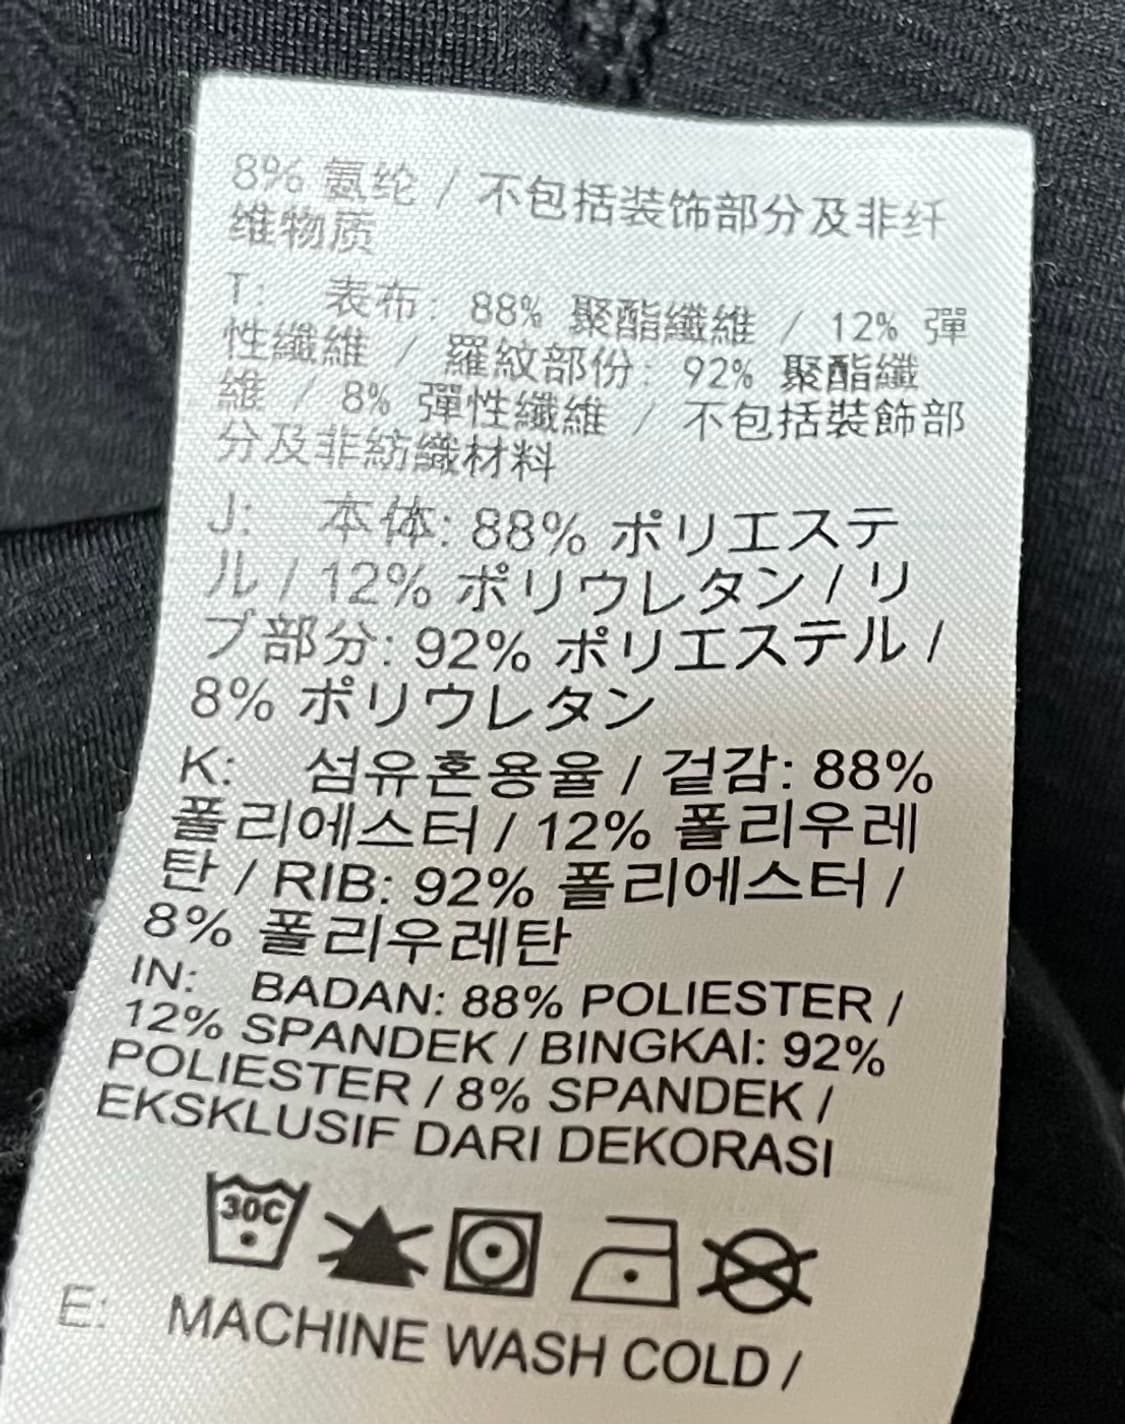 8% 氨纶 / 不包括装饰部分及非纤
维物质
T: 表布: 88% 聚酯纖維 / 12% 彈
性纖維 / 羅紋部份: 92% 聚酯纖
維 / 8% 彈性纖維 / 不包括裝飾部
分及非紡織材料
J: 本体: 88% ポリエステ
ル / 12% ポリウレタン / リ
ブ部分: 92% ポリエステル /
8% ポリウレタン
K: 섬유혼용율 / 겉감: 88%
폴리에스터 / 12% 폴리우레
탄 / RIB: 92% 폴리에스터 /
8% 폴리우레탄
IN: BADAN: 88% POLIESTER /
12% SPANDEK / BINGKAI: 92%
POLIESTER / 8% SPANDEK /
EKSKLUSIF DARI DEKORASI
30C
E: MACHINE WASH COLD /